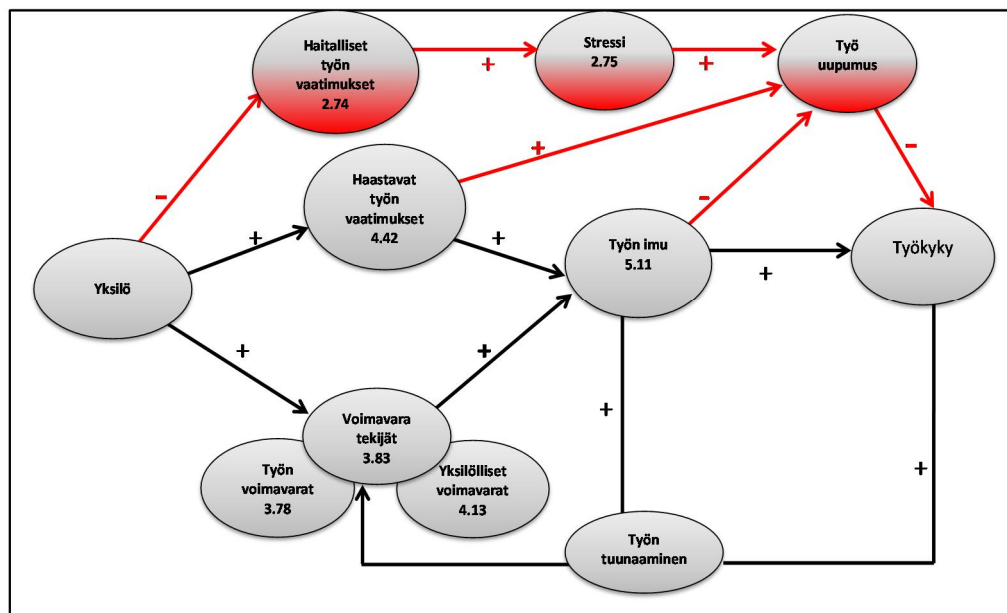 Haitalliset
työn
vaatimukset
2.74
+
Stressi
2.75
+
Työ
uupumus
–
+
–
Haastavat
työn
vaatimukset
4.42
+
–
+
Työn imu
5.11
+
Työkyky
Yksilö
+
+
Voimavara
tekijät
3.83
Työn
voimavarat
3.78
Yksilölliset
voimavarat
4.13
+
+
Työn
tuunaaminen